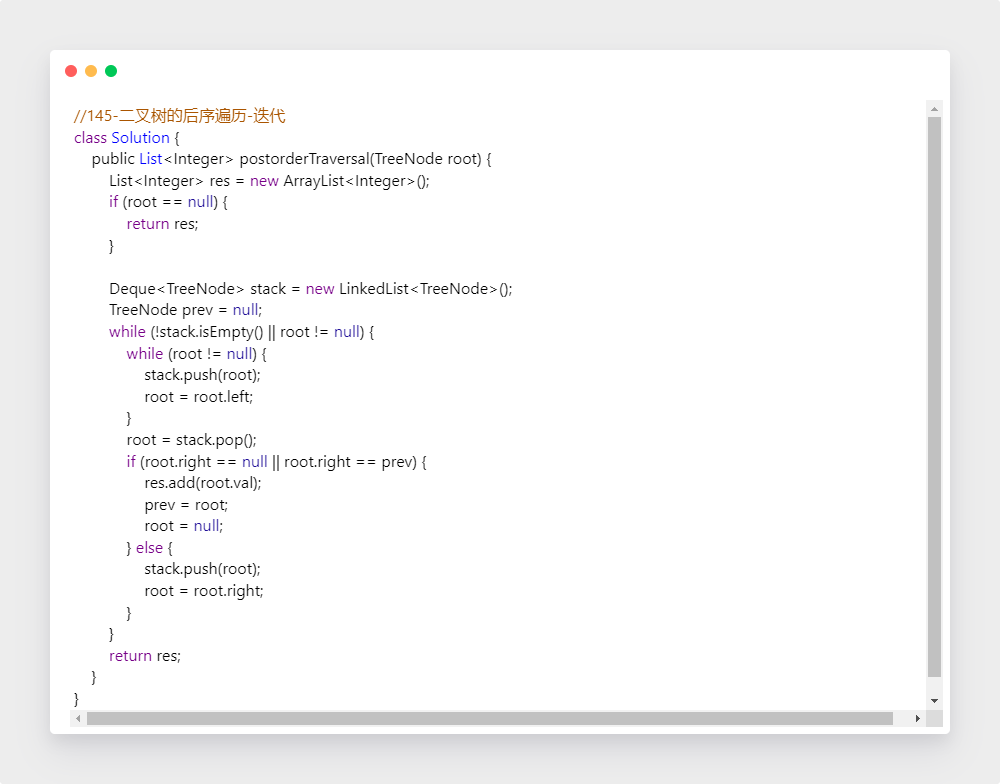 //145-二叉树的后序遍历-迭代
class Solution {
    public List<Integer> postorderTraversal(TreeNode root) {
        List<Integer> res = new ArrayList<Integer>();
        if (root == null) {
            return res;
        }

        Deque<TreeNode> stack = new LinkedList<TreeNode>();
        TreeNode prev = null;
        while (!stack.isEmpty() || root != null) {
            while (root != null) {
                stack.push(root);
                root = root.left;
            }
            root = stack.pop();
            if (root.right == null || root.right == prev) {
                res.add(root.val);
                prev = root;
                root = null;
            } else {
                stack.push(root);
                root = root.right;
            }
        }
        return res;
    }
}